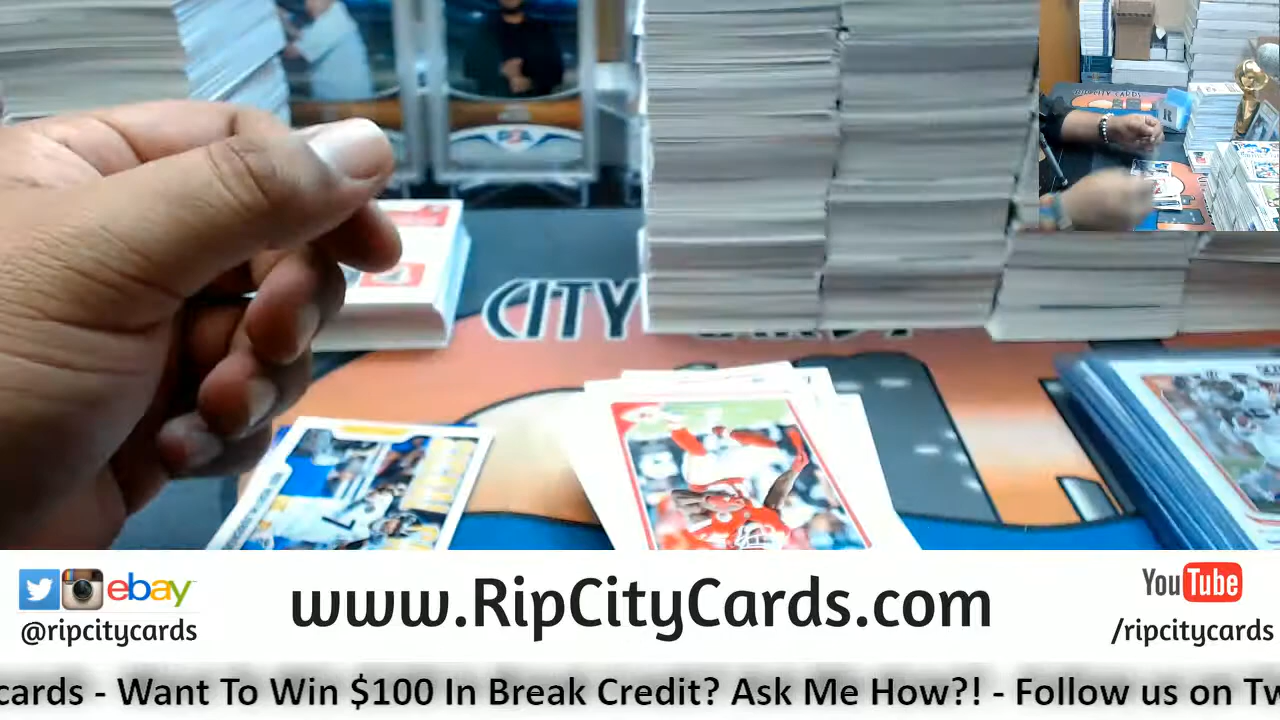 CITY
ebay
@ripcitycards
www.RipCityCards.com
YouTube
/ripcitycards
cards - Want To Win $100 In Break Credit? Ask Me How?! - Follow us on Tw